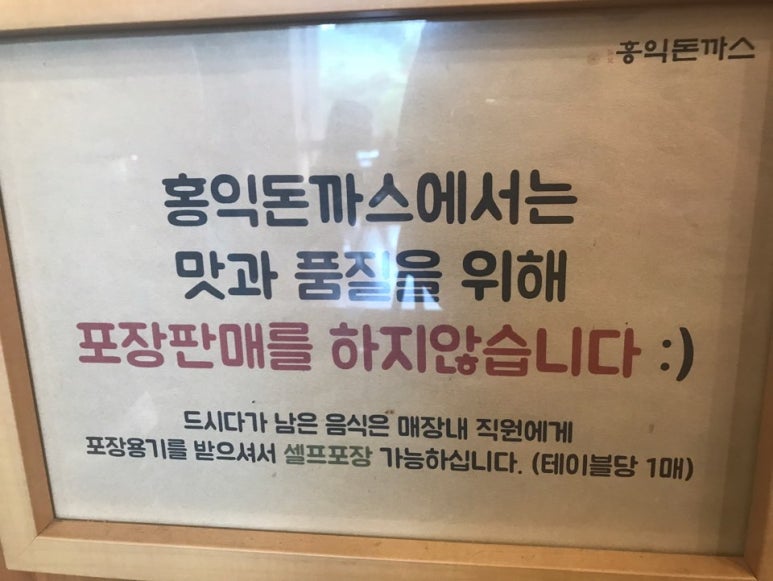 홍익돈까스
홍익돈까스에서는
맛과 품질을 위해
포장판매를 하지않습니다 :)
드시다가 남은 음식은 매장내 직원에게
포장용기를 받으셔서 셀프포장 가능하십니다. (테이블당 1매)